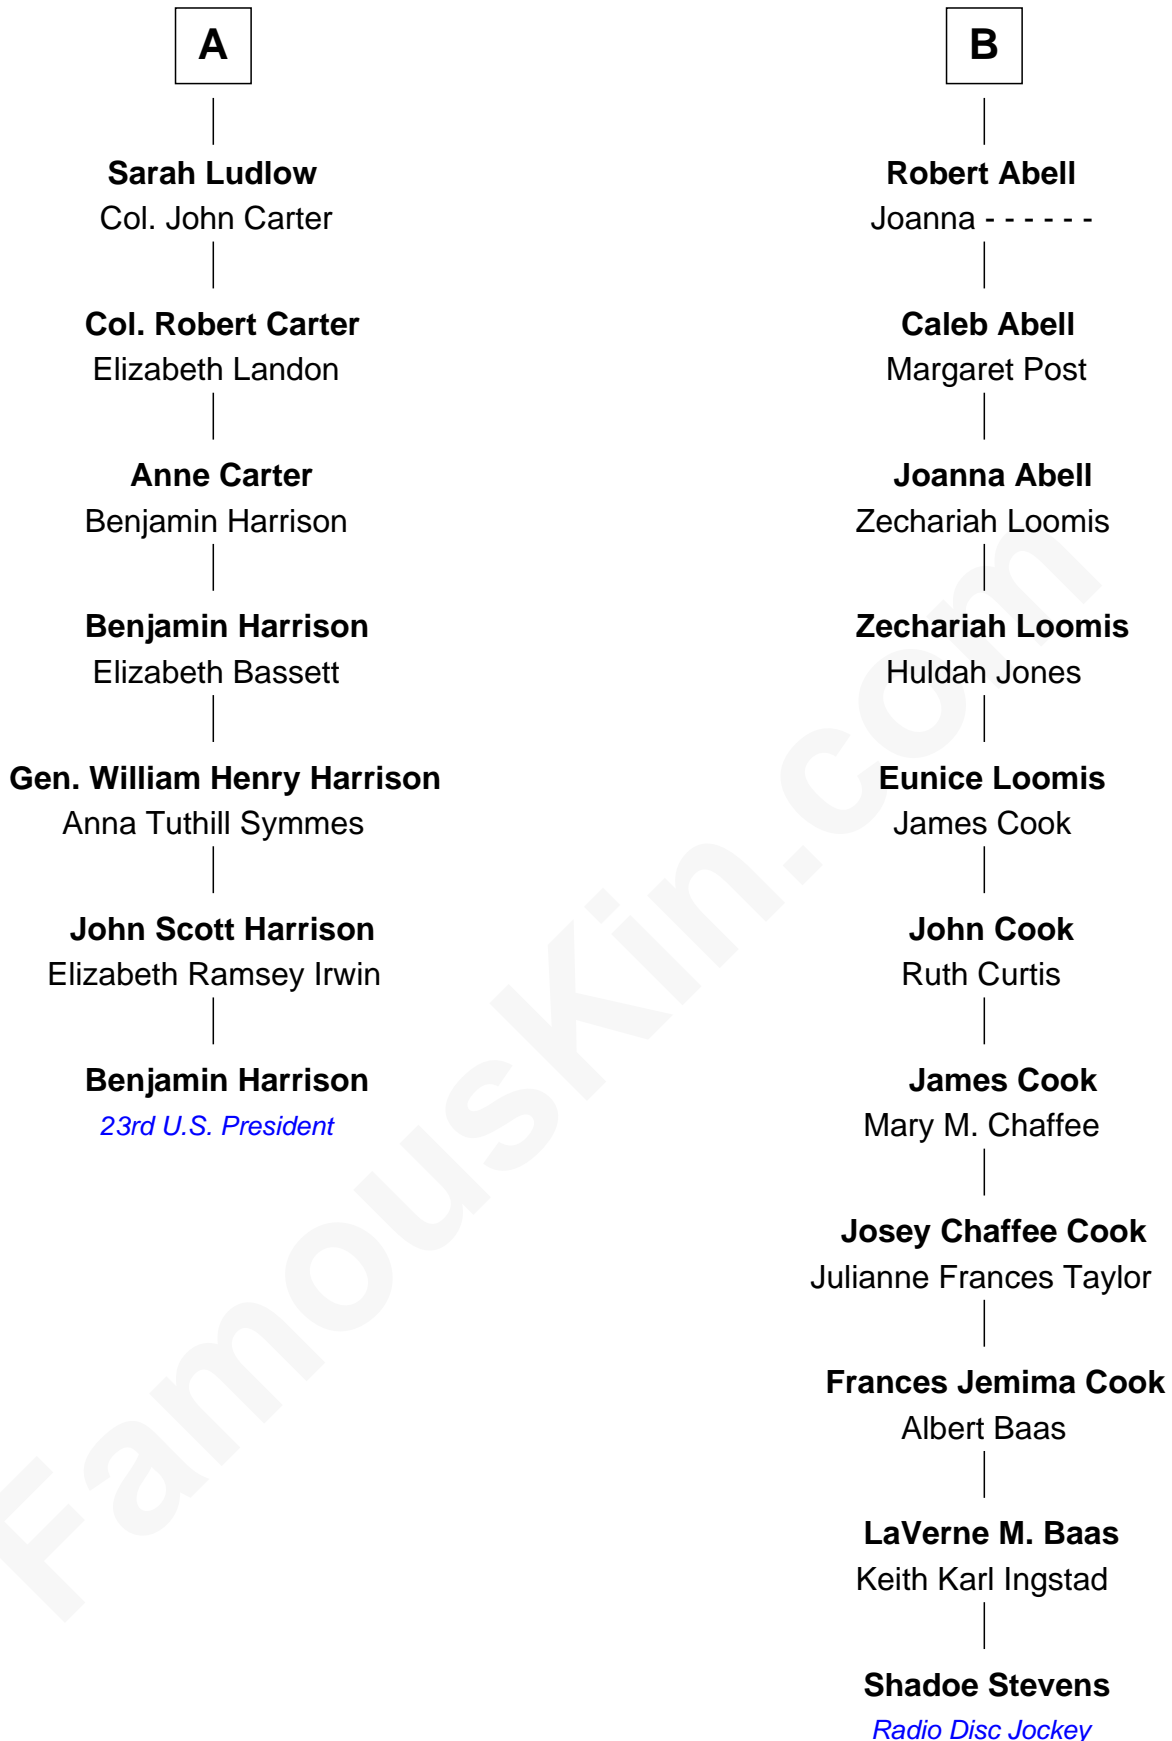 A
Sarah Ludlow
Col. John Carter
Col. Robert Carter
Elizabeth Landon
Anne Carter
Benjamin Harrison
Benjamin Harrison
Elizabeth Bassett
Gen. William Henry Harrison
Anna Tuthill Symmes
John Scott Harrison
Elizabeth Ramsey Irwin
Benjamin Harrison
23rd U.S. President
B
Robert Abell
Joanna - - - - - -
Caleb Abell
Margaret Post
Joanna Abell
Zechariah Loomis
Zechariah Loomis
Huldah Jones
Eunice Loomis
James Cook
John Cook
Ruth Curtis
James Cook
Mary M. Chaffee
Josey Chaffee Cook
Julianne Frances Taylor
Frances Jemima Cook
Albert Baas
LaVerne M. Baas
Keith Karl Ingstad
Shadoe Stevens
Radio Disc Jockey
FamousKin.com